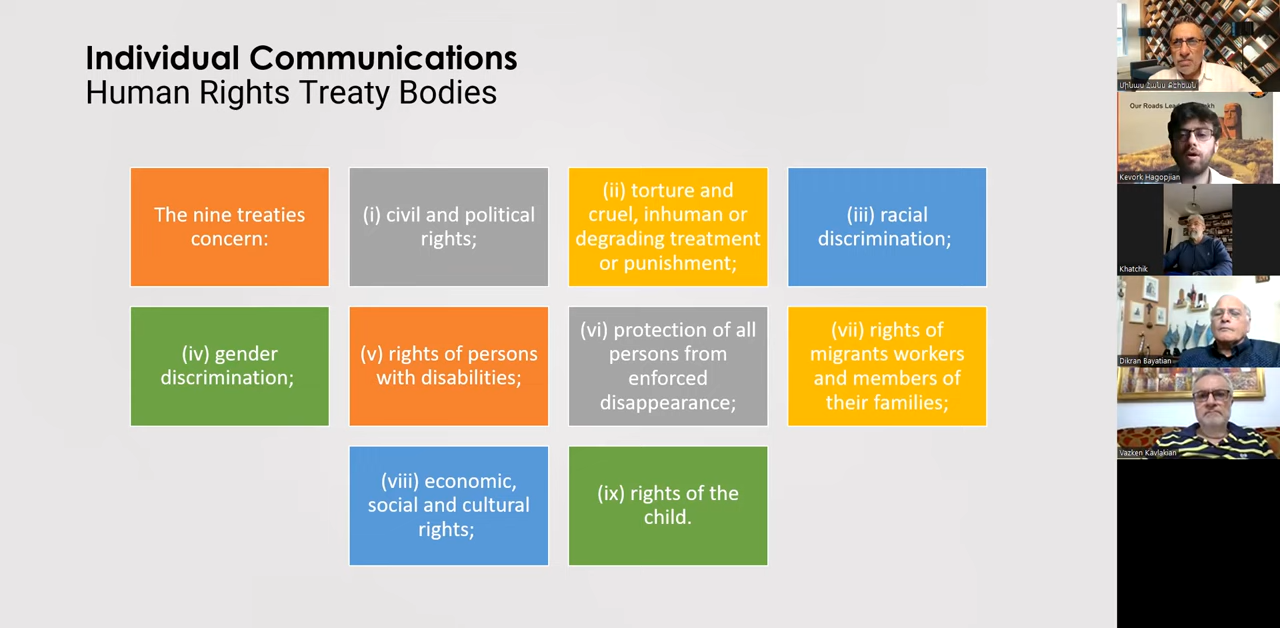 Individual Communications
Human Rights Treaty Bodies
The nine treaties
concern:
(i) civil and political
rights;
(ii) torture and
cruel, inhuman or
degrading treatment
or punishment;
(iii) racial
discrimination;
(iv) gender
discrimination;
(v) rights of persons
with disabilities;
(vi) protection of all
persons from
enforced
disappearance;
(vii) rights of
migrants workers
and members of
their families;
(viii) economic,
social and cultural
rights;
(ix) rights of the
child.
Our Roads
Kevork Hagopjian
Khatchik
Dikran Bayatian
Vazken Kavlakian